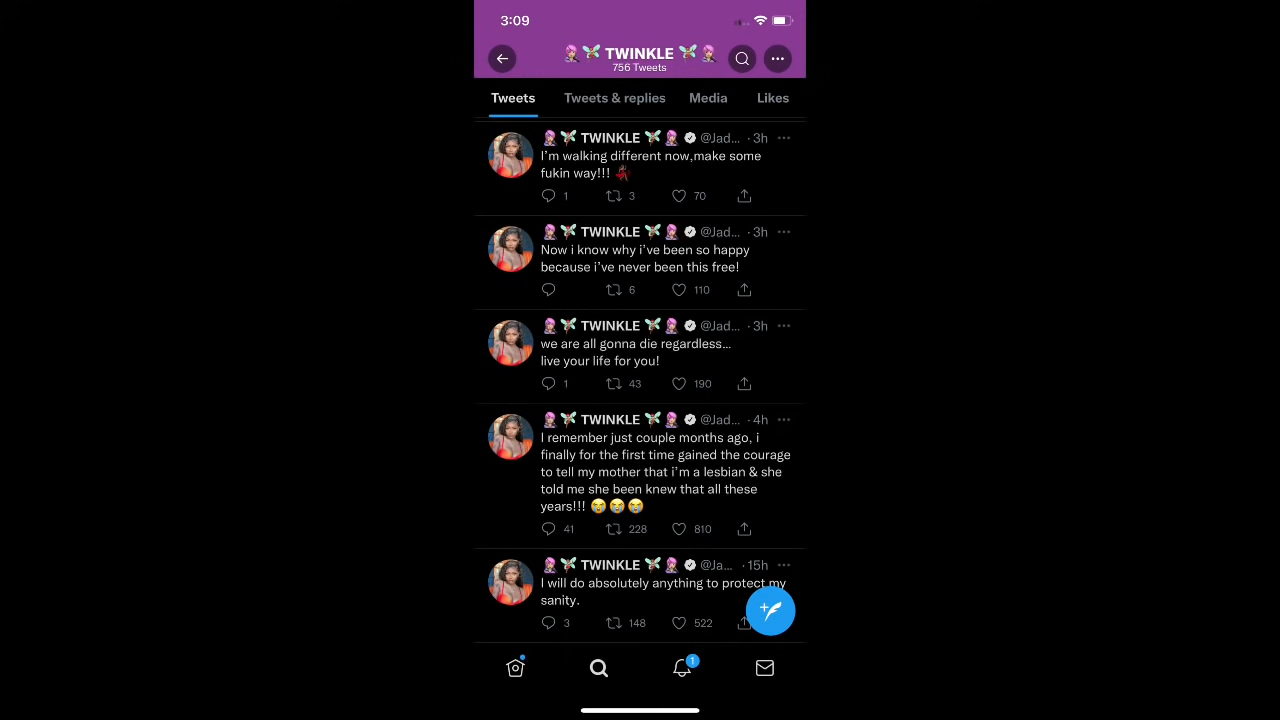 3:09
TWINKLE
756 Tweets
Tweets Tweets & replies Media Likes
TWINKLE @Jad... · 3h
I’m walking different now,make some
fukin way!!! 💃🏿
1 3 70
TWINKLE @Jad... · 3h
Now i know why i’ve been so happy
because i’ve never been this free!
6 110
TWINKLE @Jad... · 3h
we are all gonna die regardless...
live your life for you!
1 43 190
TWINKLE @Jad... · 4h
I remember just couple months ago, i
finally for the first time gained the courage
to tell my mother that i’m a lesbian & she
told me she been knew that all these
years!!! 😭😭😭
41 228 810
TWINKLE @Ja... · 15h
I will do absolutely anything to protect my
sanity.
3 148 522
1